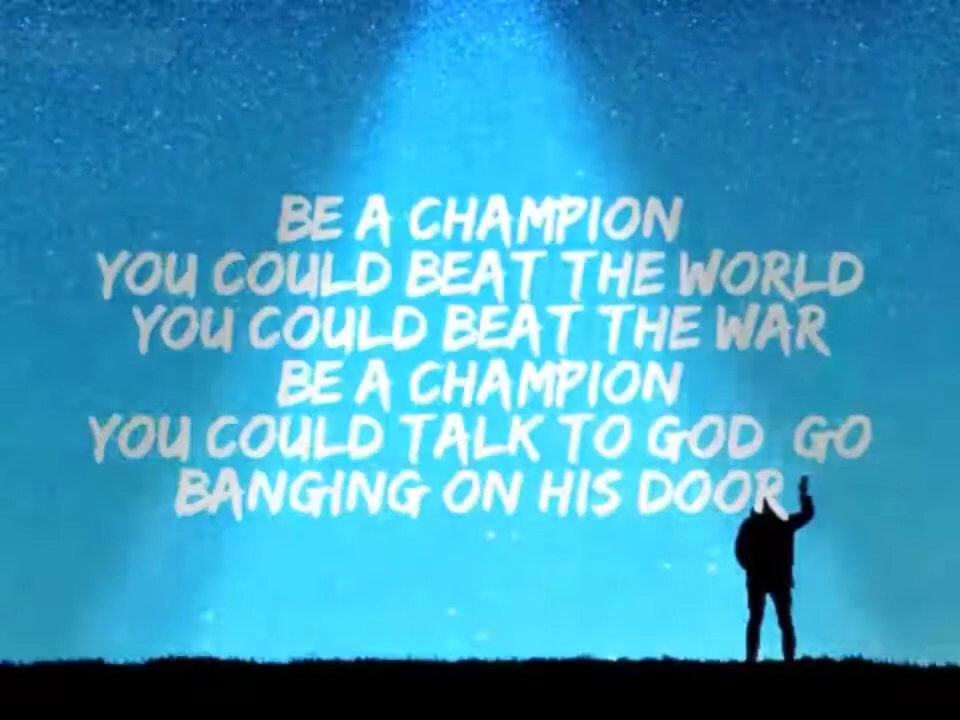 BE A CHAMPION
YOU COULD BEAT THE WORLD
YOU COULD BEAT THE WAR
BE A CHAMPION
YOU COULD TALK TO GOD GO
BANGING ON HIS DOOR